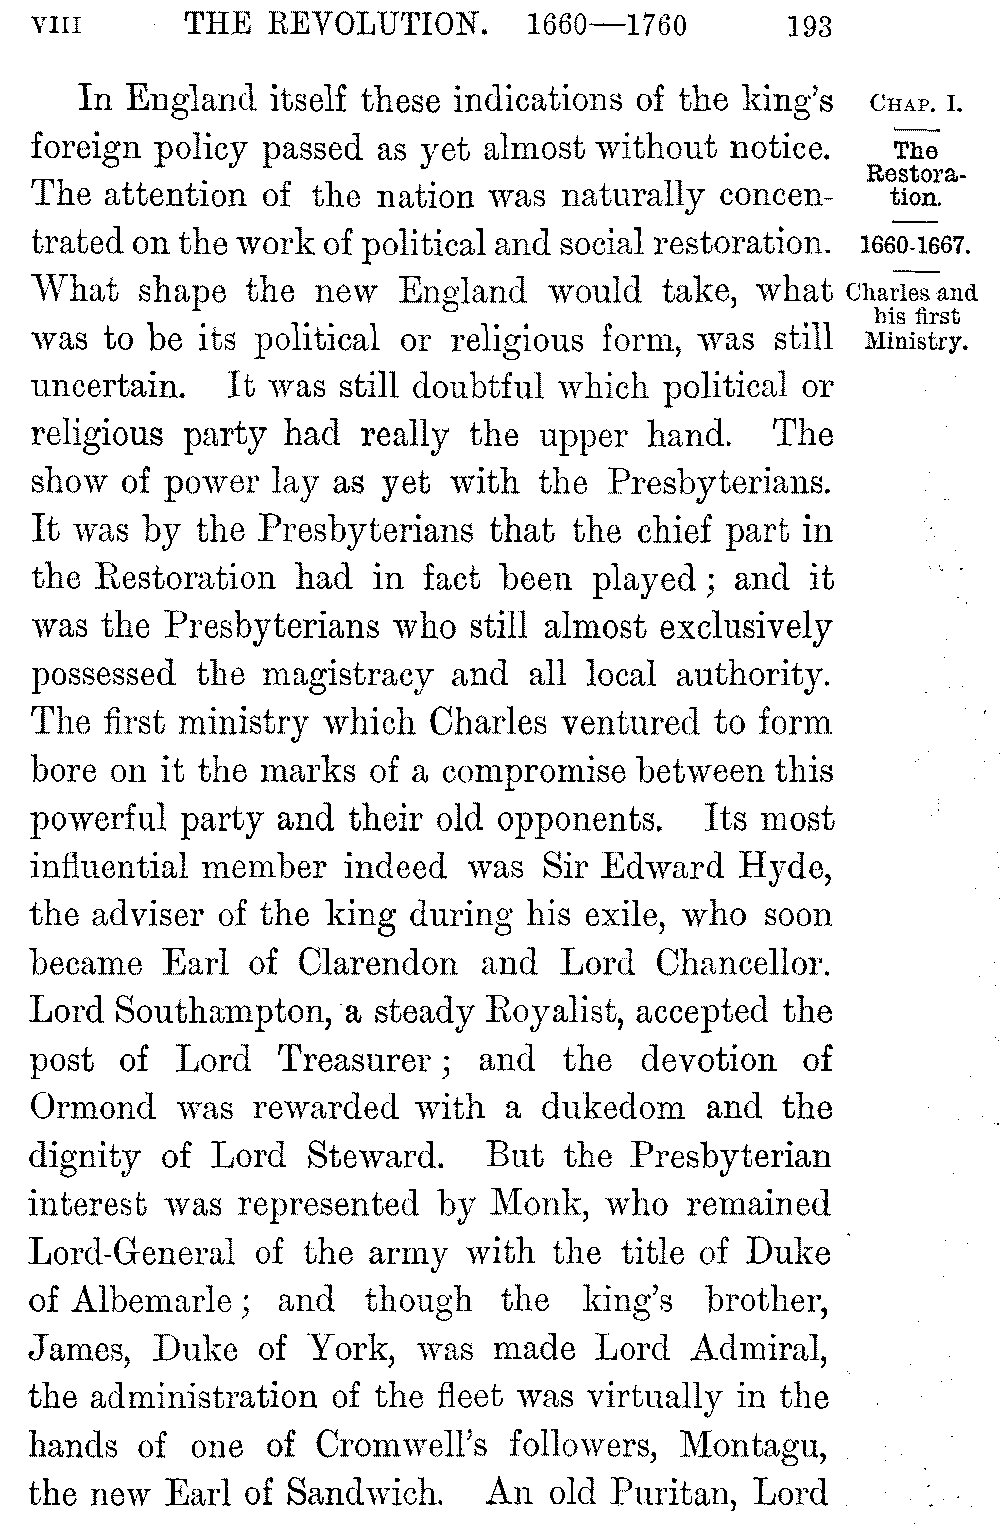 VIII THE REVOLUTION. 1660—1760 193
In England itself these indications of the king's
foreign policy passed as yet almost without notice.
The attention of the nation was naturally concen-
trated on the work of political and social restoration.
What shape the new England would take, what
was to be its political or religious form, was still
uncertain. It was still doubtful which political or
religious party had really the upper hand. The
show of power lay as yet with the Presbyterians.
It was by the Presbyterians that the chief part in
the Restoration had in fact been played; and it
was the Presbyterians who still almost exclusively
possessed the magistracy and all local authority.
The first ministry which Charles ventured to form
bore on it the marks of a compromise between this
powerful party and their old opponents. Its most
influential member indeed was Sir Edward Hyde,
the adviser of the king during his exile, who soon
became Earl of Clarendon and Lord Chancellor.
Lord Southampton, a steady Royalist, accepted the
post of Lord Treasurer; and the devotion of
Ormond was rewarded with a dukedom and the
dignity of Lord Steward. But the Presbyterian
interest was represented by Monk, who remained
Lord-General of the army with the title of Duke
of Albemarle; and though the king's brother,
James, Duke of York, was made Lord Admiral,
the administration of the fleet was virtually in the
hands of one of Cromwell's followers, Montagu,
the new Earl of Sandwich. An old Puritan, Lord
CHAP. I.
The
Restora-
tion.
1660-1667.
Charles and
his first
Ministry.